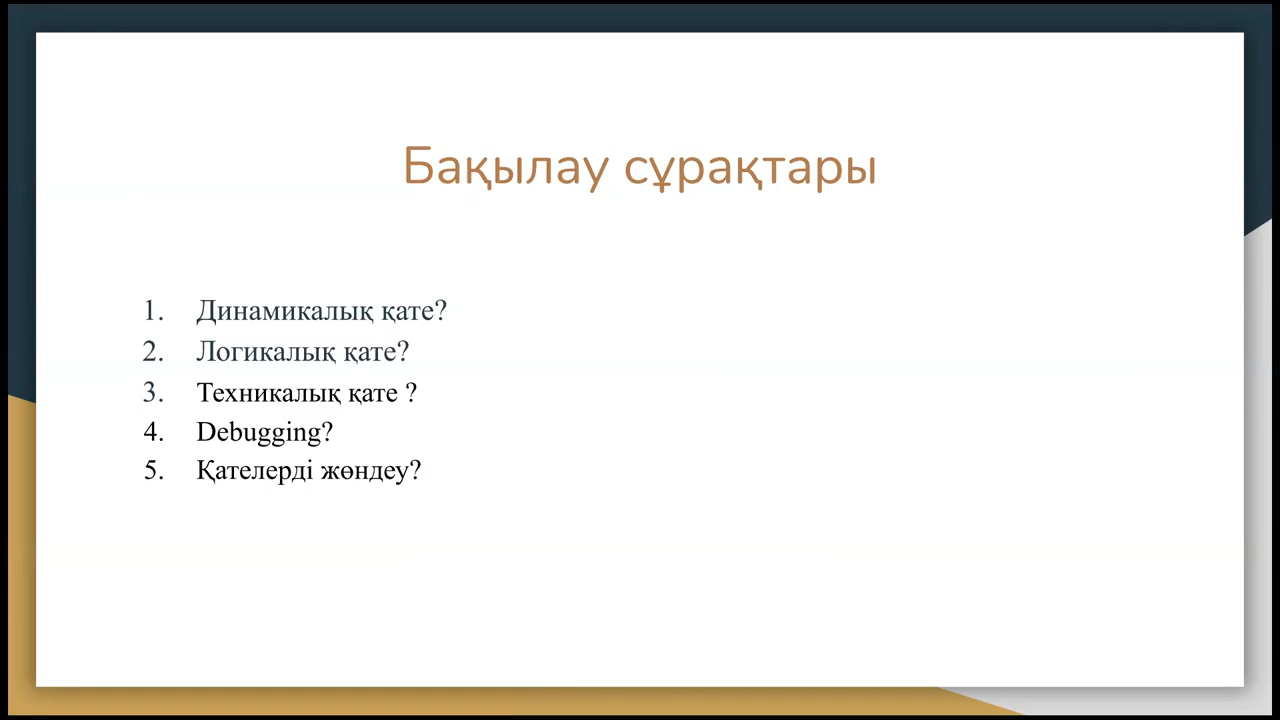 Бақылау сұрақтары
1. Динамикалық қате?
2. Логикалық қате?
3. Техникалық қате ?
4. Debugging?
5. Қателерді жөндеу?